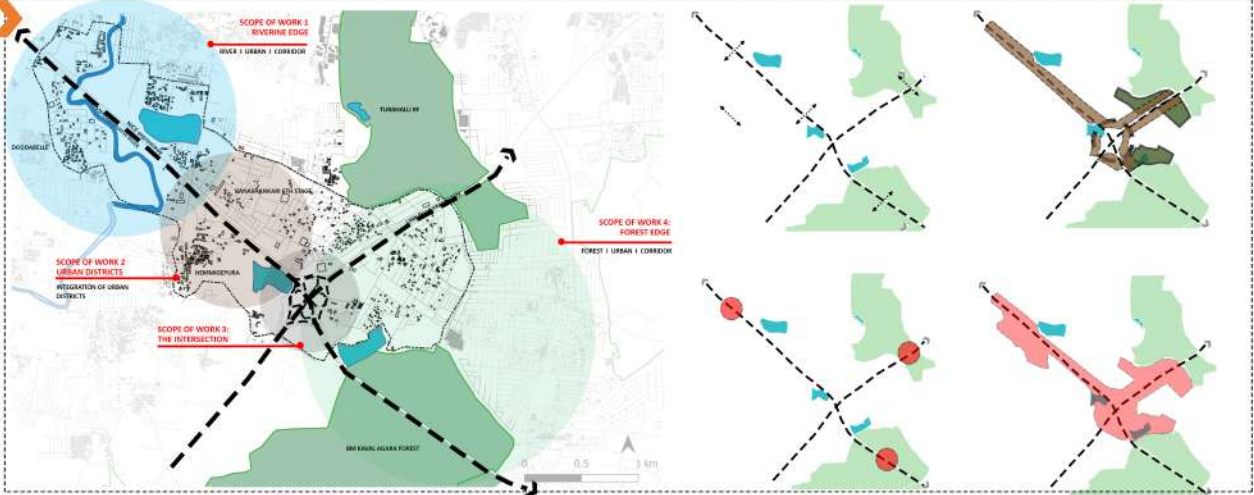 SCOPE OF WORK 1
RIVERINE EDGE
RIVER I URBAN I CORRIDOR
TURAHALLI RF
DODDABELLE
NICE
BANASHANKARI 6TH STAGE
SCOPE OF WORK 4:
FOREST EDGE
FOREST I URBAN I CORRIDOR
SCOPE OF WORK 2
URBAN DISTRICTS
INTEGRATION OF URBAN
DISTRICTS
HEMMIGEPURA
SCOPE OF WORK 3:
THE INTERSECTION
BM KAVAL AGARA FOREST
0 0.5 1 km